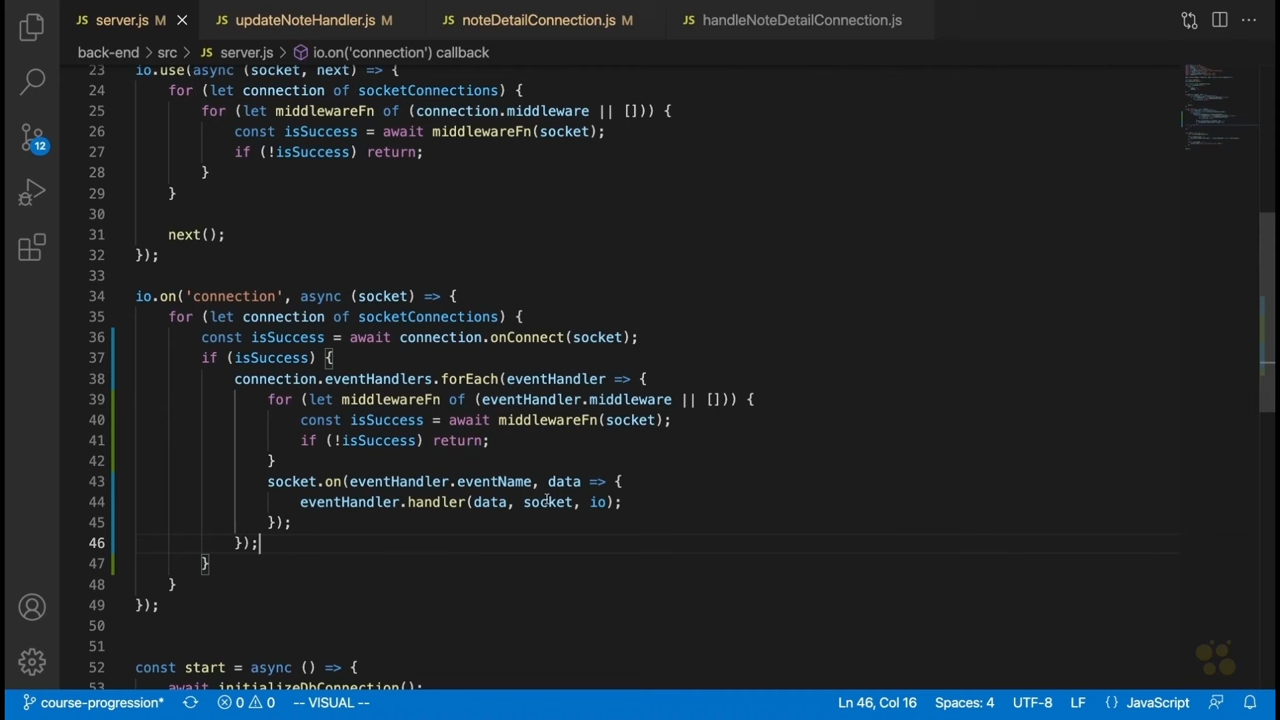 JS server.js M × JS updateNoteHandler.js M JS noteDetailConnection.js M JS handleNoteDetailConnection.js
back-end > src > JS server.js > io.on('connection') callback
23 io.use(async (socket, next) => {
24 for (let connection of socketConnections) {
25 for (let middlewareFn of (connection.middleware || [])) {
26 const isSuccess = await middlewareFn(socket);
27 if (!isSuccess) return;
28 }
29 }
30
31 next();
32 });
33
34 io.on('connection', async (socket) => {
35 for (let connection of socketConnections) {
36 const isSuccess = await connection.onConnect(socket);
37 if (isSuccess) {
38 connection.eventHandlers.forEach(eventHandler => {
39 for (let middlewareFn of (eventHandler.middleware || [])) {
40 const isSuccess = await middlewareFn(socket);
41 if (!isSuccess) return;
42 }
43 socket.on(eventHandler.eventName, data => {
44 eventHandler.handler(data, socket, io);
45 });
46 });
47 }
48 }
49 });
50
51
52 const start = async () => {
53 await initializeDbConnection();
12
course-progression* 0 0 -- VISUAL -- Ln 46, Col 16 Spaces: 4 UTF-8 LF {} JavaScript